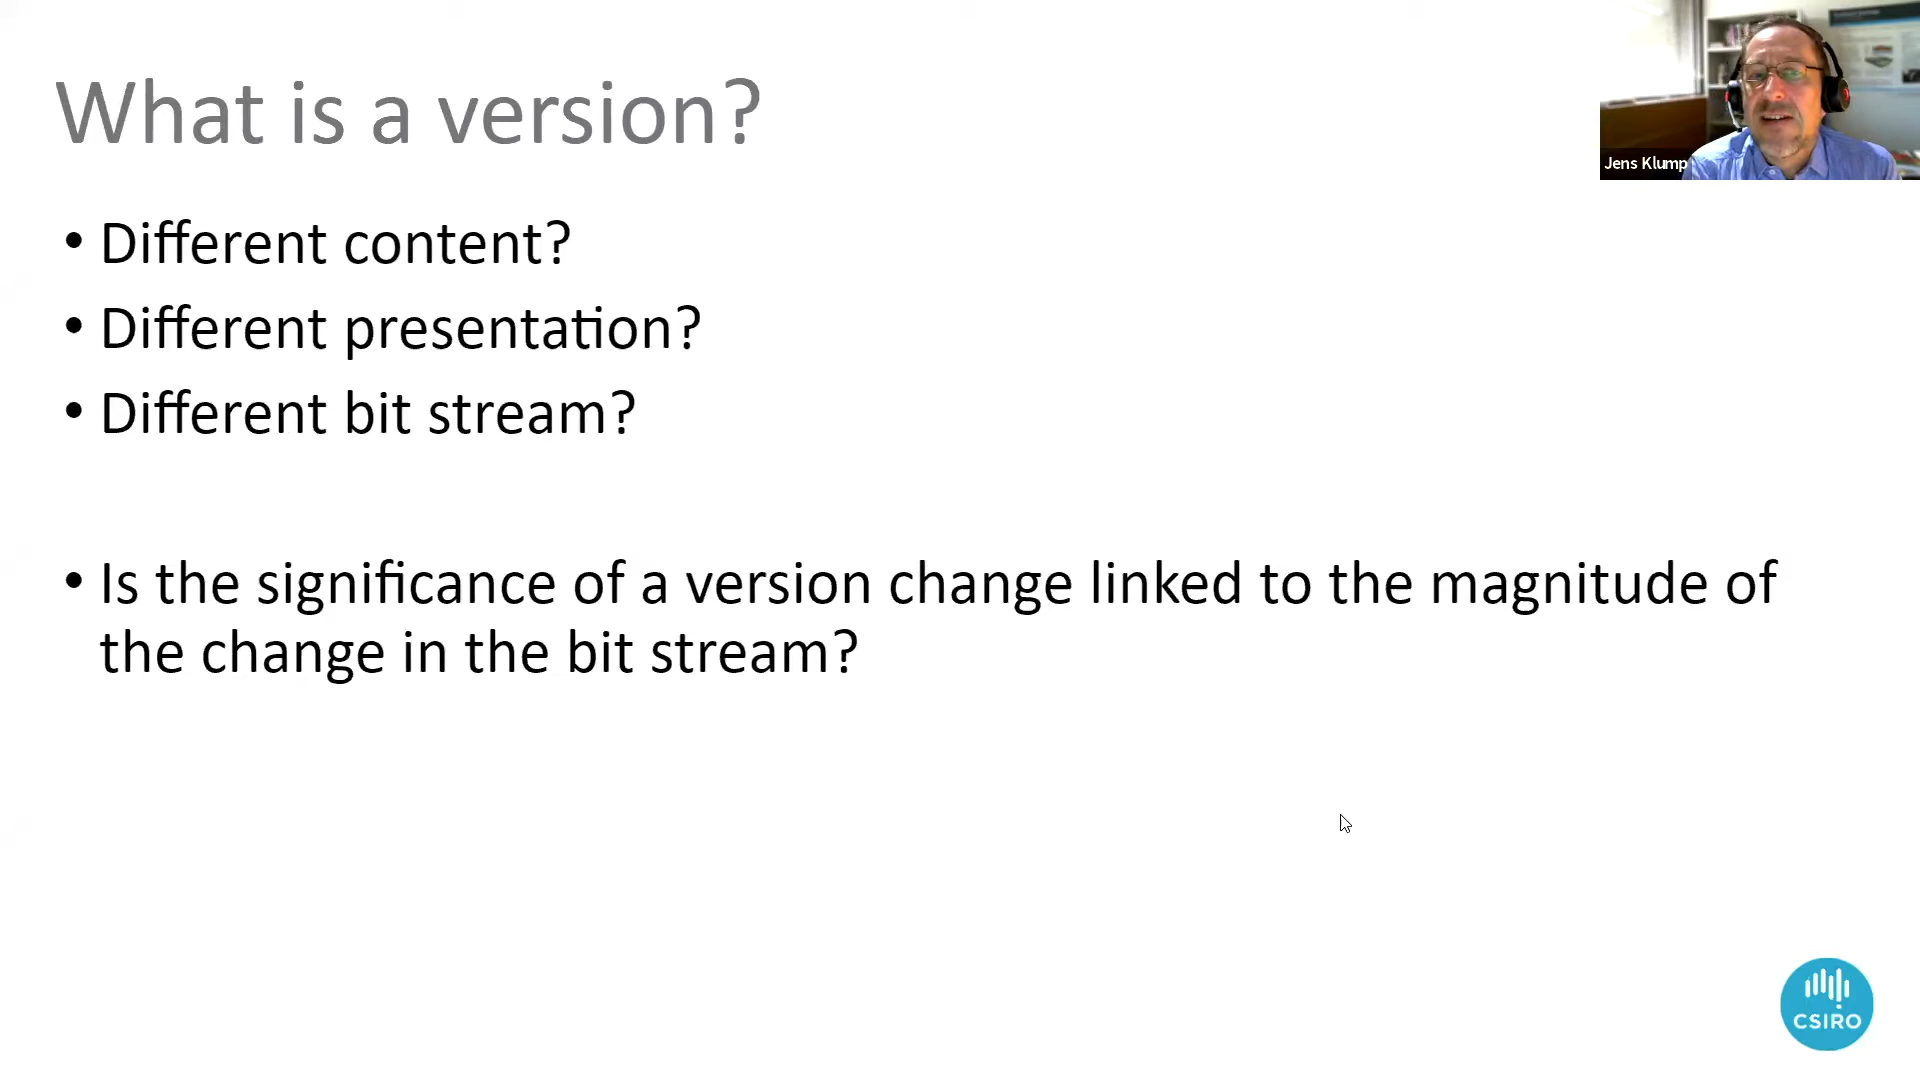 What is a version?
• Different content?
• Different presentation?
• Different bit stream?
• Is the significance of a version change linked to the magnitude of
the change in the bit stream?
Jens Klump
CSIRO